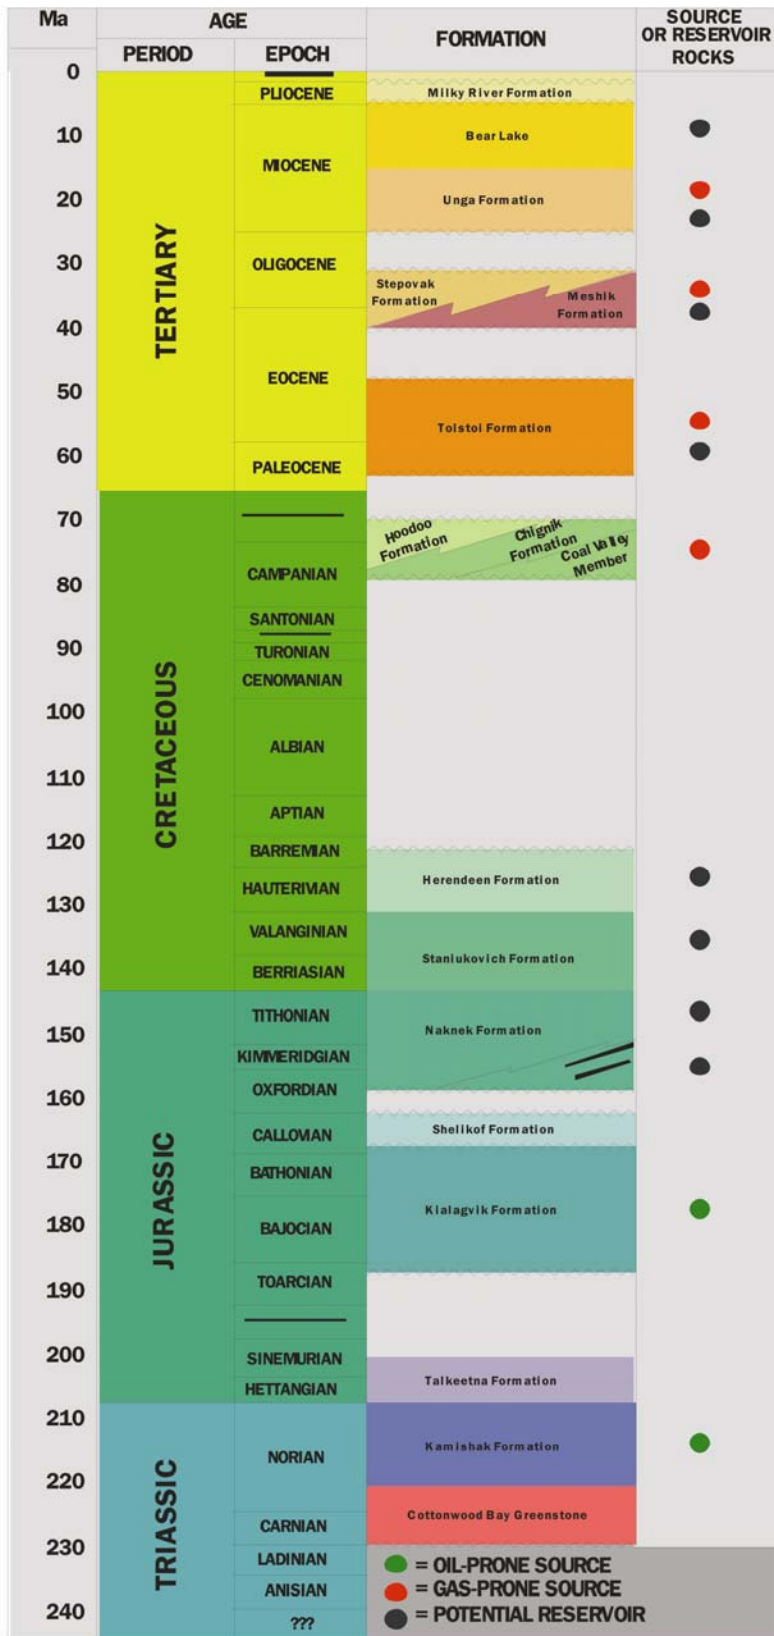 Ma
AGE
PERIOD
EPOCH
FORMATION
SOURCE
OR RESERVOIR
ROCKS
0
10
20
30
40
50
60
70
80
90
100
110
120
130
140
150
160
170
180
190
200
210
220
230
240
TERTIARY
CRETACEOUS
JURASSIC
TRIASSIC
PLIOCENE
MIOCENE
OLIGOCENE
EOCENE
PALEOCENE
CAMPANIAN
SANTONIAN
TURONIAN
CENOMANIAN
ALBIAN
APTIAN
BARREMIAN
HAUTERIVIAN
VALANGINIAN
BERRIASIAN
TITHONIAN
KIMMERIDGIAN
OXFORDIAN
CALLOVIAN
BATHONIAN
BAJOCIAN
TOARCIAN
SINEMURIAN
HETTANGIAN
NORIAN
CARNIAN
LADINIAN
ANISIAN
???
Milky River Formation
Bear Lake
Unga Formation
Stepovak
Formation
Meshik
Formation
Tolstoi Formation
Hoodoo
Formation
Chignik
Formation
Coal Valley
Member
Herendeen Formation
Staniukovich Formation
Naknek Formation
Shelikof Formation
Kialagvik Formation
Talkeetna Formation
Kamishak Formation
Cottonwood Bay Greenstone
= OIL-PRONE SOURCE
= GAS-PRONE SOURCE
= POTENTIAL RESERVOIR